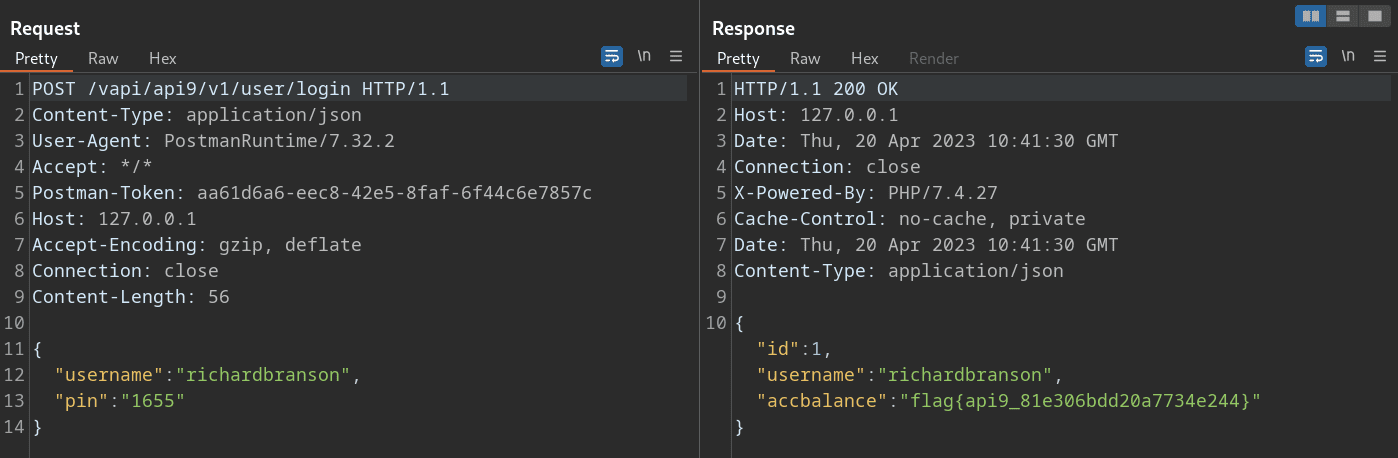 Request
Pretty Raw Hex \n
1 POST /vapi/api9/v1/user/login HTTP/1.1
2 Content-Type: application/json
3 User-Agent: PostmanRuntime/7.32.2
4 Accept: */*
5 Postman-Token: aa61d6a6-eec8-42e5-8faf-6f44c6e7857c
6 Host: 127.0.0.1
7 Accept-Encoding: gzip, deflate
8 Connection: close
9 Content-Length: 56
10
11 {
12 "username":"richardbranson",
13 "pin":"1655"
14 }
Response
Pretty Raw Hex Render \n
1 HTTP/1.1 200 OK
2 Host: 127.0.0.1
3 Date: Thu, 20 Apr 2023 10:41:30 GMT
4 Connection: close
5 X-Powered-By: PHP/7.4.27
6 Cache-Control: no-cache, private
7 Date: Thu, 20 Apr 2023 10:41:30 GMT
8 Content-Type: application/json
9
10 {
"id":1,
"username":"richardbranson",
"accbalance":"flag{api9_81e306bdd20a7734e244}"
}